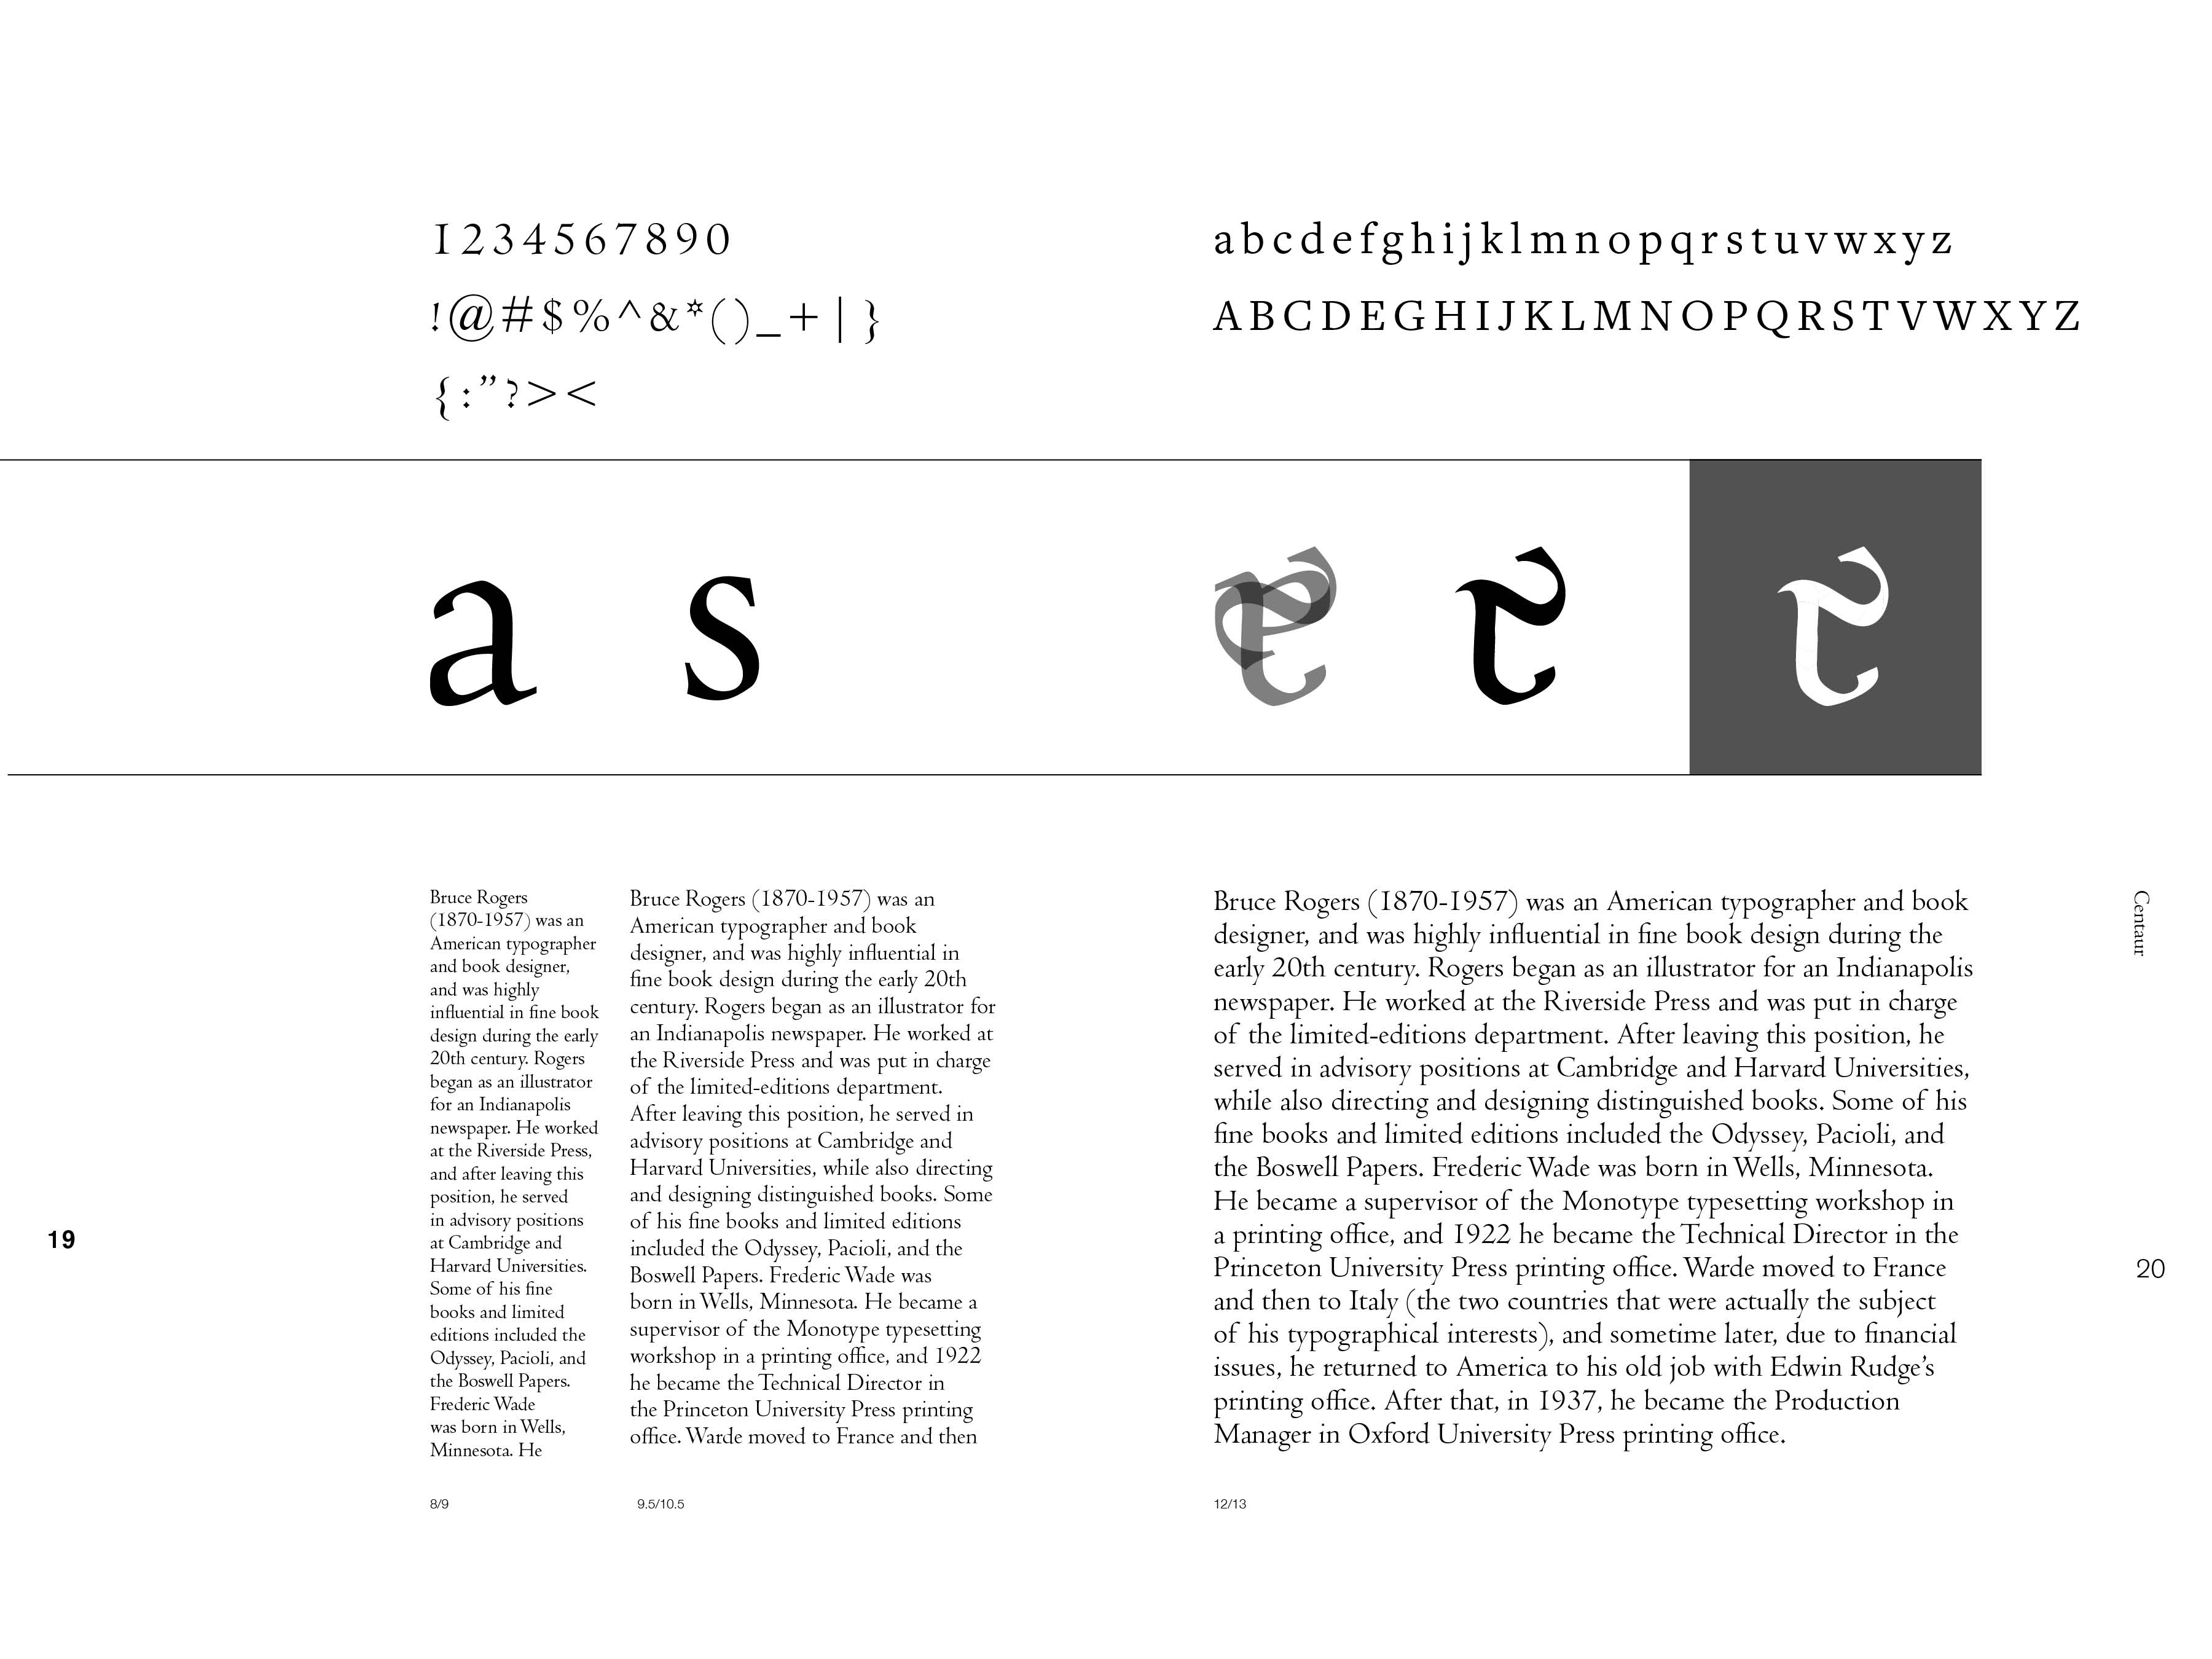 1234567890
!@#$%^&*()_+|}
{:”?><
abcdefghijklmnopqrstuvwxyz
ABCDEGHIJKLMNOPQRSTVWXYZ
a s
Bruce Rogers
(1870-1957) was an
American typographer
and book designer,
and was highly
influential in fine book
design during the early
20th century. Rogers
began as an illustrator
for an Indianapolis
newspaper. He worked
at the Riverside Press,
and after leaving this
position, he served
in advisory positions
at Cambridge and
Harvard Universities.
Some of his fine
books and limited
editions included the
Odyssey, Pacioli, and
the Boswell Papers.
Frederic Wade
was born in Wells,
Minnesota. He
8/9
Bruce Rogers (1870-1957) was an
American typographer and book
designer, and was highly influential in
fine book design during the early 20th
century. Rogers began as an illustrator for
an Indianapolis newspaper. He worked at
the Riverside Press and was put in charge
of the limited-editions department.
After leaving this position, he served in
advisory positions at Cambridge and
Harvard Universities, while also directing
and designing distinguished books. Some
of his fine books and limited editions
included the Odyssey, Pacioli, and the
Boswell Papers. Frederic Wade was
born in Wells, Minnesota. He became a
supervisor of the Monotype typesetting
workshop in a printing office, and 1922
he became the Technical Director in
the Princeton University Press printing
office. Warde moved to France and then
9.5/10.5
Bruce Rogers (1870-1957) was an American typographer and book
designer, and was highly influential in fine book design during the
early 20th century. Rogers began as an illustrator for an Indianapolis
newspaper. He worked at the Riverside Press and was put in charge
of the limited-editions department. After leaving this position, he
served in advisory positions at Cambridge and Harvard Universities,
while also directing and designing distinguished books. Some of his
fine books and limited editions included the Odyssey, Pacioli, and
the Boswell Papers. Frederic Wade was born in Wells, Minnesota.
He became a supervisor of the Monotype typesetting workshop in
a printing office, and 1922 he became the Technical Director in the
Princeton University Press printing office. Warde moved to France
and then to Italy (the two countries that were actually the subject
of his typographical interests), and sometime later, due to financial
issues, he returned to America to his old job with Edwin Rudge’s
printing office. After that, in 1937, he became the Production
Manager in Oxford University Press printing office.
12/13
19
Centaur
20